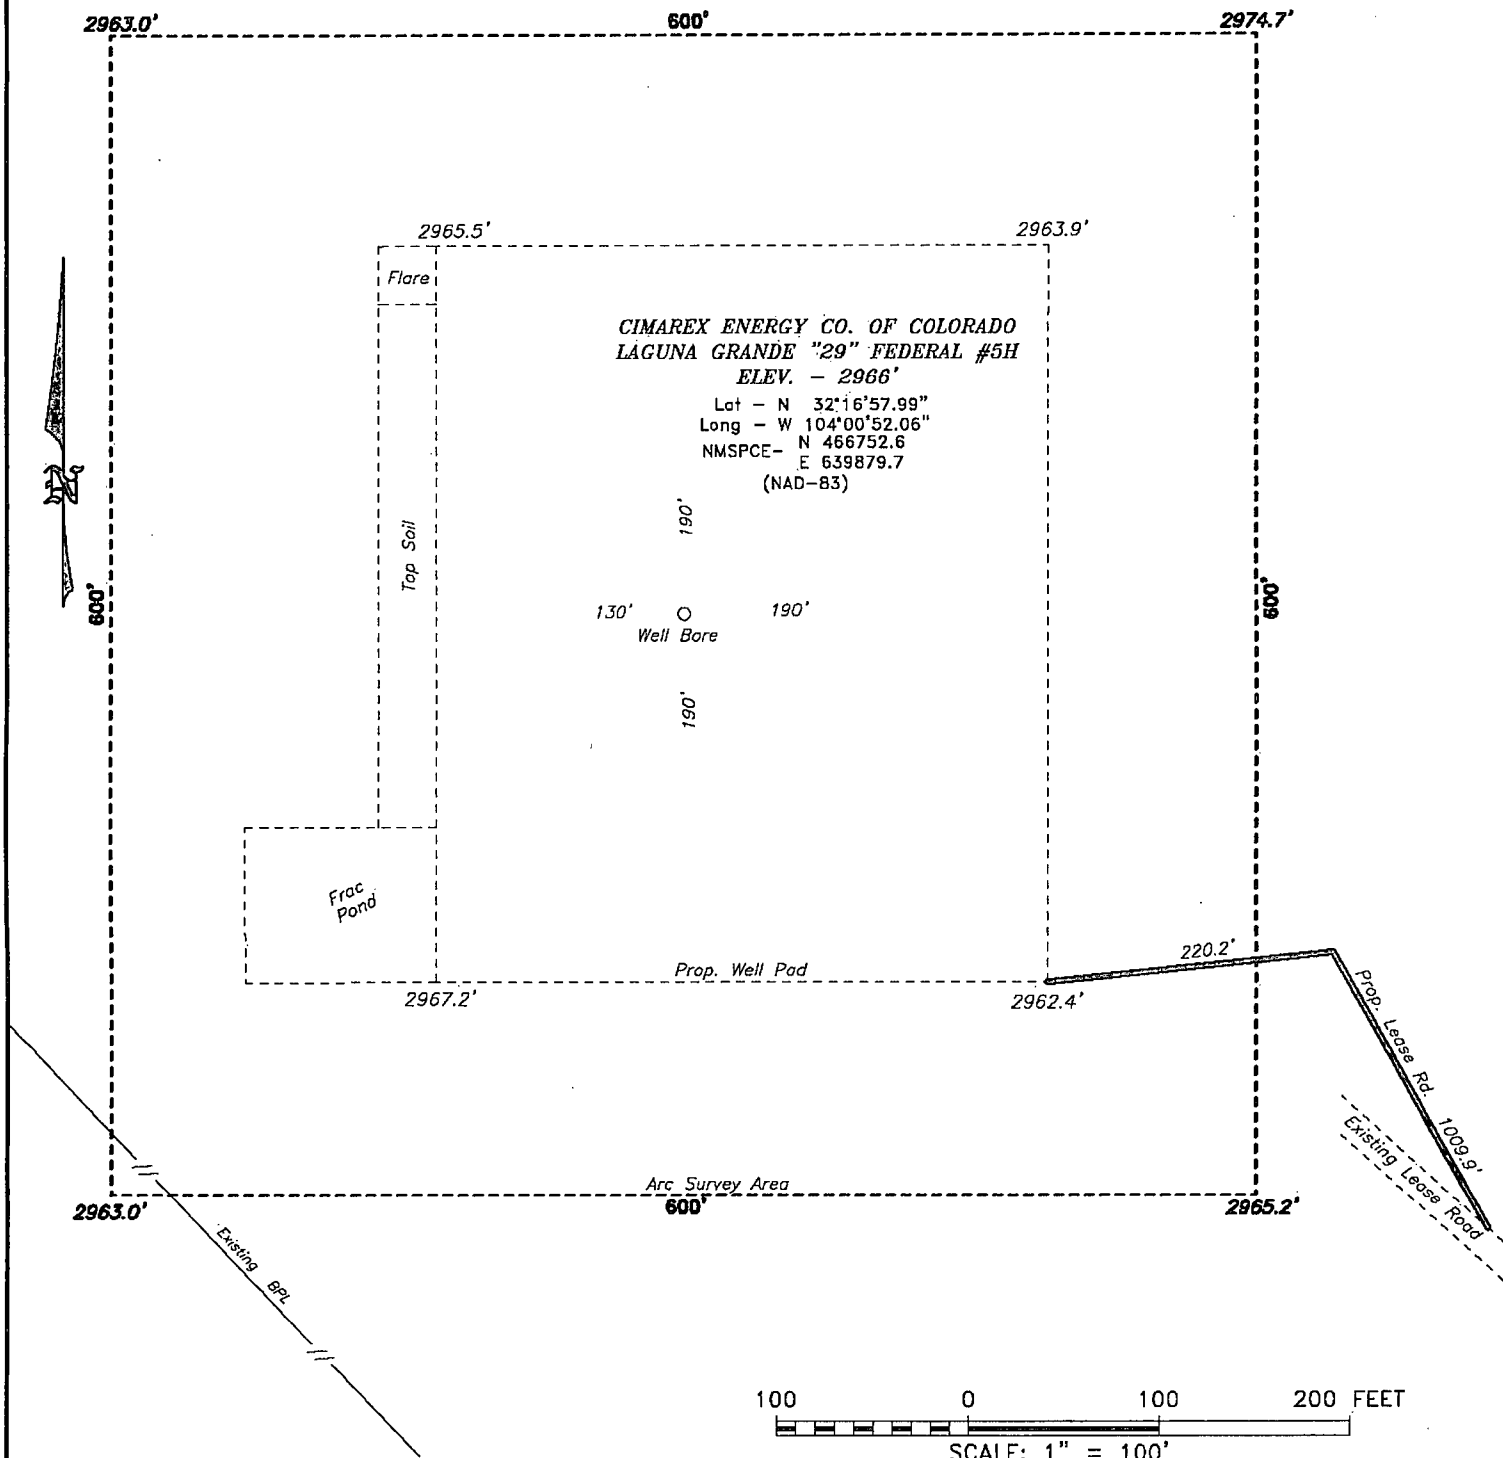 2963.0' 600' 2974.7'
2965.5' 2963.9'
Flare
CIMAREX ENERGY CO. OF COLORADO
LAGUNA GRANDE "29" FEDERAL #5H
ELEV. - 2966'
Lat - N 32°16'57.99"
Long - W 104°00'52.06"
NMSPCE- N 466752.6
E 639879.7
(NAD-83)
N
190'
Top Soil
600'
600'
130' 190'
Well Bore
190'
Frac
Pond
220.2'
Prop. Well Pad
2967.2' 2962.4'
Prop. Lease Rd. 1009.9'
Existing Lease Road
Arc Survey Area
2963.0' 600' 2965.2'
Existing BPL
100 0 100 200 FEET
SCALE: 1" = 100'